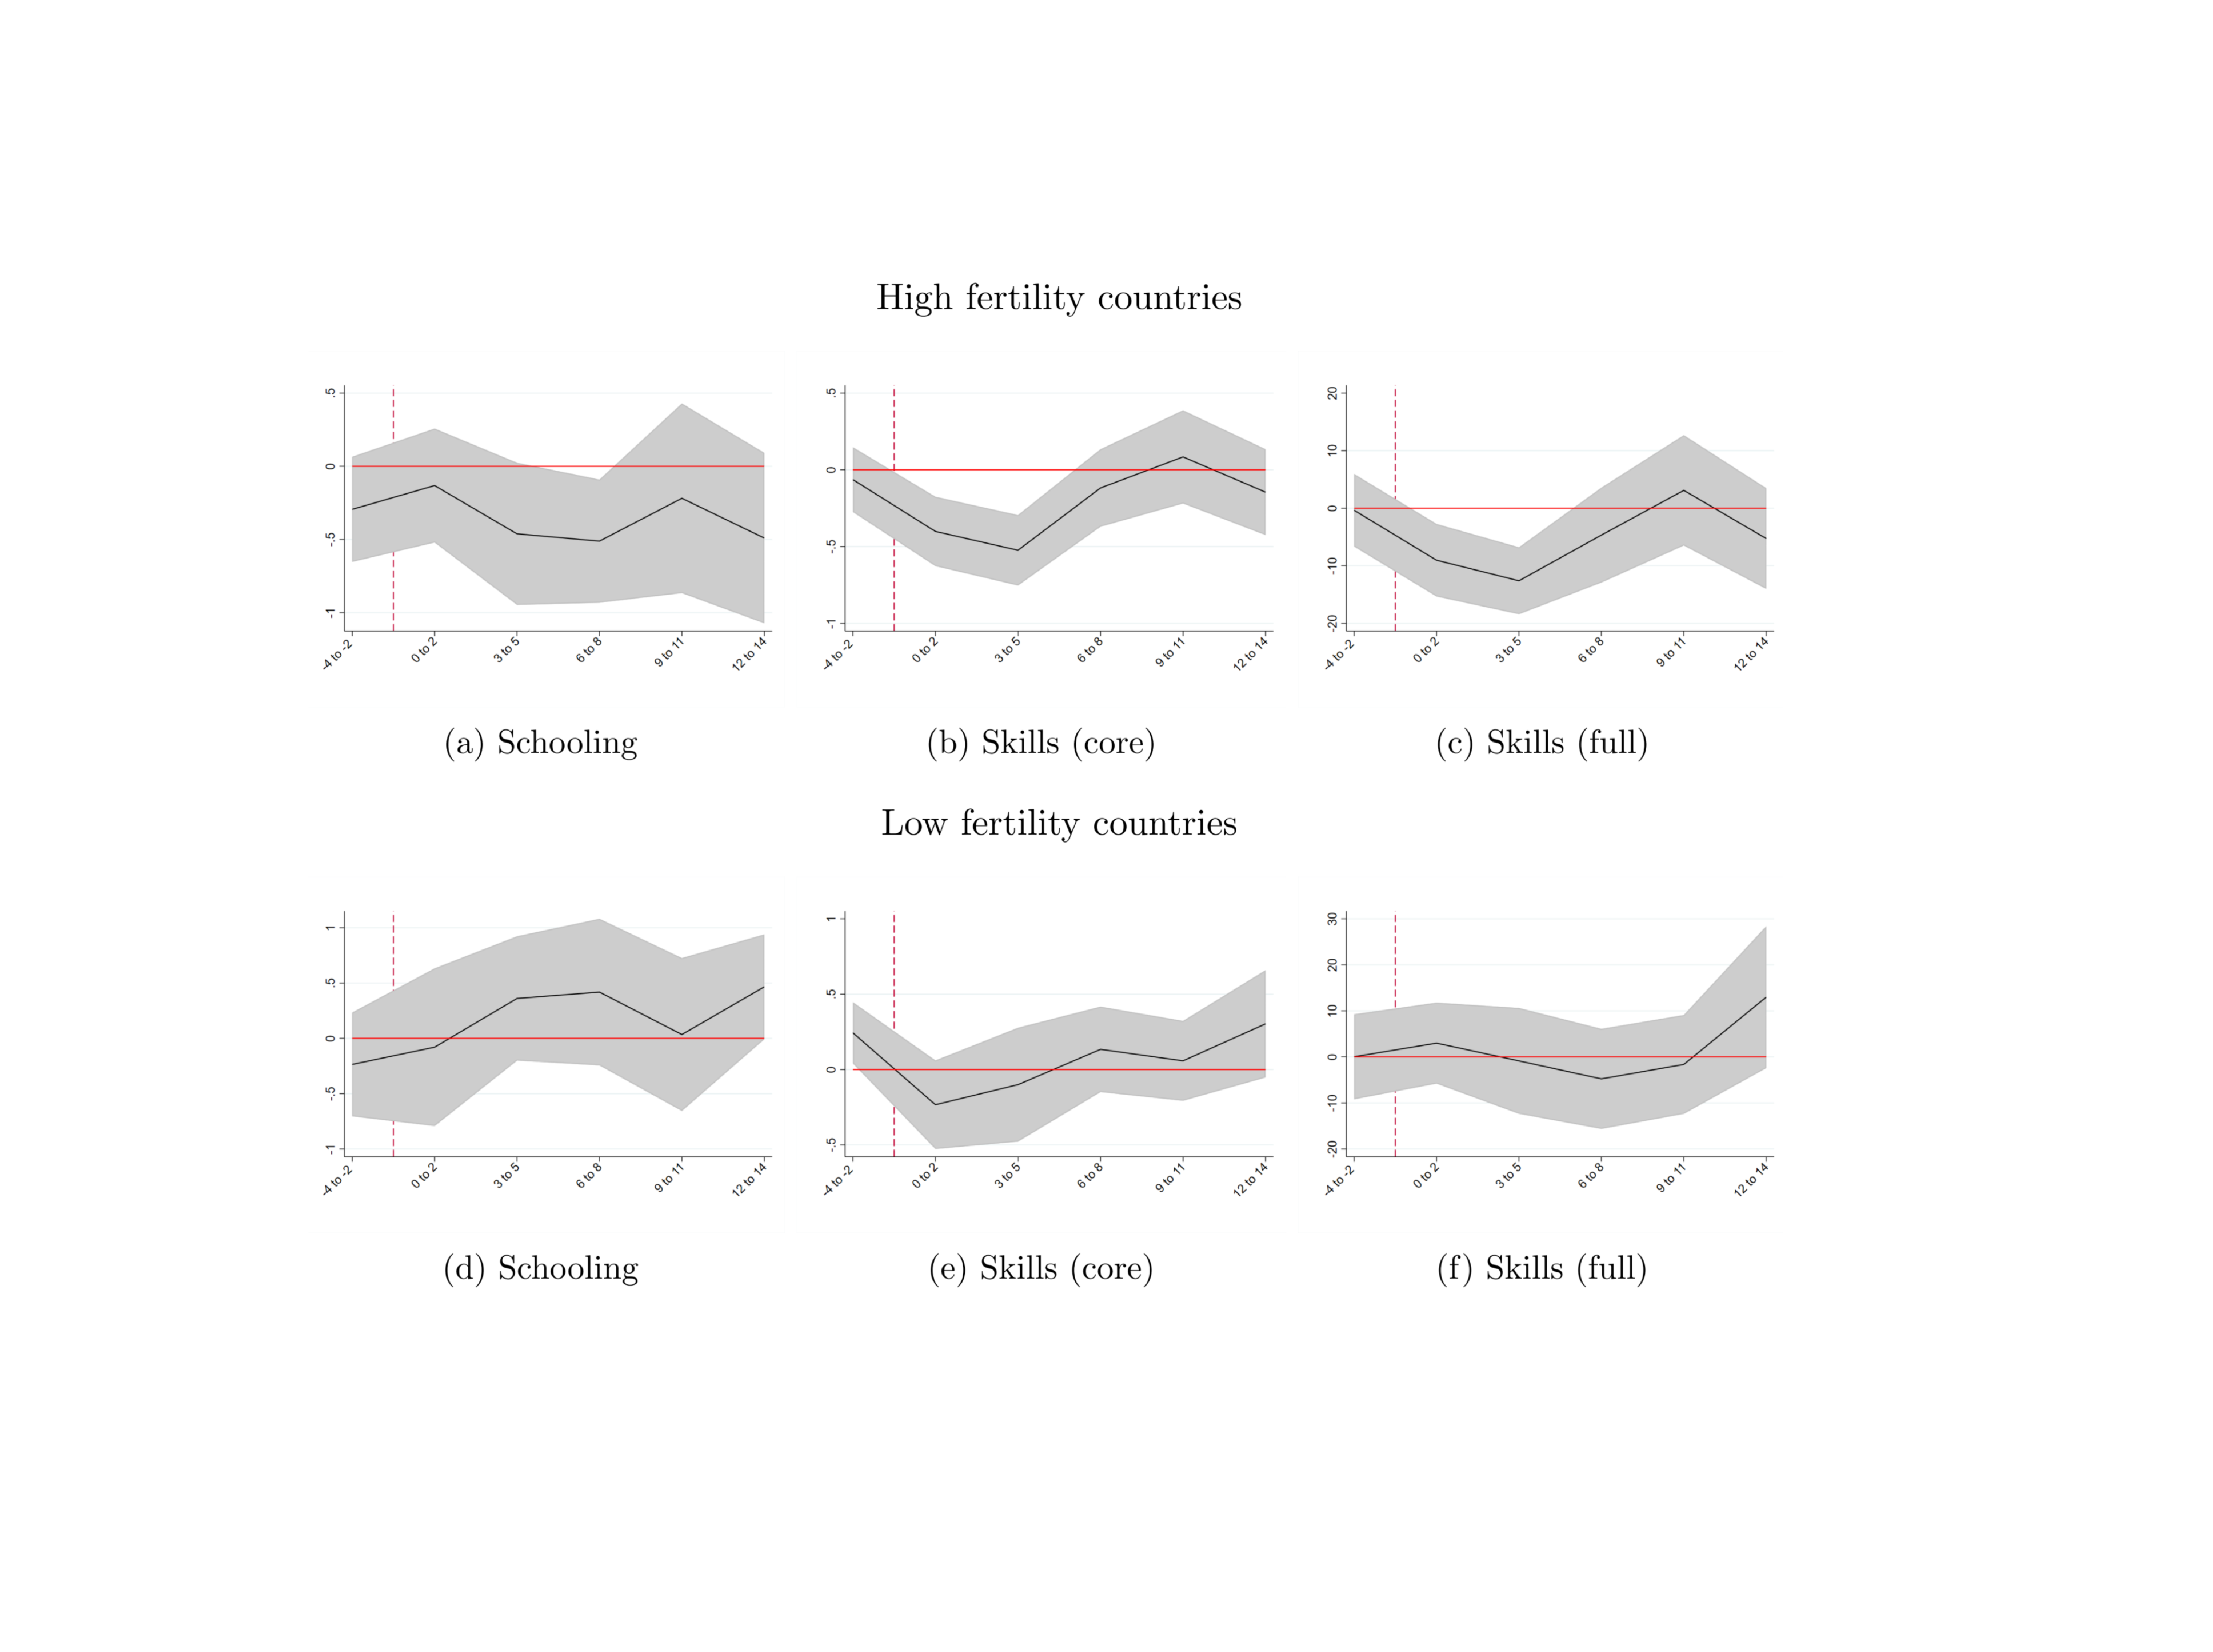 High fertility countries
.5
0
-.5
-1
-4 to -2
0 to 2
3 to 5
6 to 8
9 to 11
12 to 14
(a) Schooling
.5
0
-.5
-1
-4 to -2
0 to 2
3 to 5
6 to 8
9 to 11
12 to 14
(b) Skills (core)
20
10
0
-10
-20
-4 to -2
0 to 2
3 to 5
6 to 8
9 to 11
12 to 14
(c) Skills (full)
Low fertility countries
1
.5
0
-.5
-1
-4 to -2
0 to 2
3 to 5
6 to 8
9 to 11
12 to 14
(d) Schooling
1
.5
0
-.5
-4 to -2
0 to 2
3 to 5
6 to 8
9 to 11
12 to 14
(e) Skills (core)
30
20
10
0
-10
-20
-4 to -2
0 to 2
3 to 5
6 to 8
9 to 11
12 to 14
(f) Skills (full)